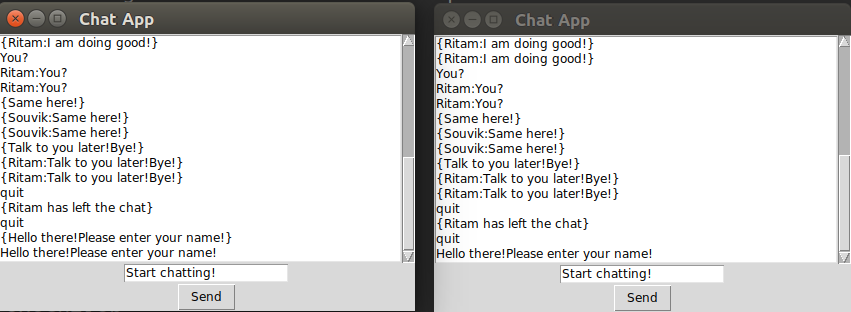 Chat App
{Ritam:I am doing good!}
You?
Ritam:You?
Ritam:You?
{Same here!}
{Souvik:Same here!}
{Souvik:Same here!}
{Talk to you later!Bye!}
{Ritam:Talk to you later!Bye!}
{Ritam:Talk to you later!Bye!}
quit
{Ritam has left the chat}
quit
{Hello there!Please enter your name!}
Hello there!Please enter your name!
Start chatting!
Send
Chat App
{Ritam:I am doing good!}
{Ritam:I am doing good!}
You?
Ritam:You?
Ritam:You?
{Same here!}
{Souvik:Same here!}
{Souvik:Same here!}
{Talk to you later!Bye!}
{Ritam:Talk to you later!Bye!}
{Ritam:Talk to you later!Bye!}
quit
{Ritam has left the chat}
quit
Hello there!Please enter your name!
Start chatting!
Send